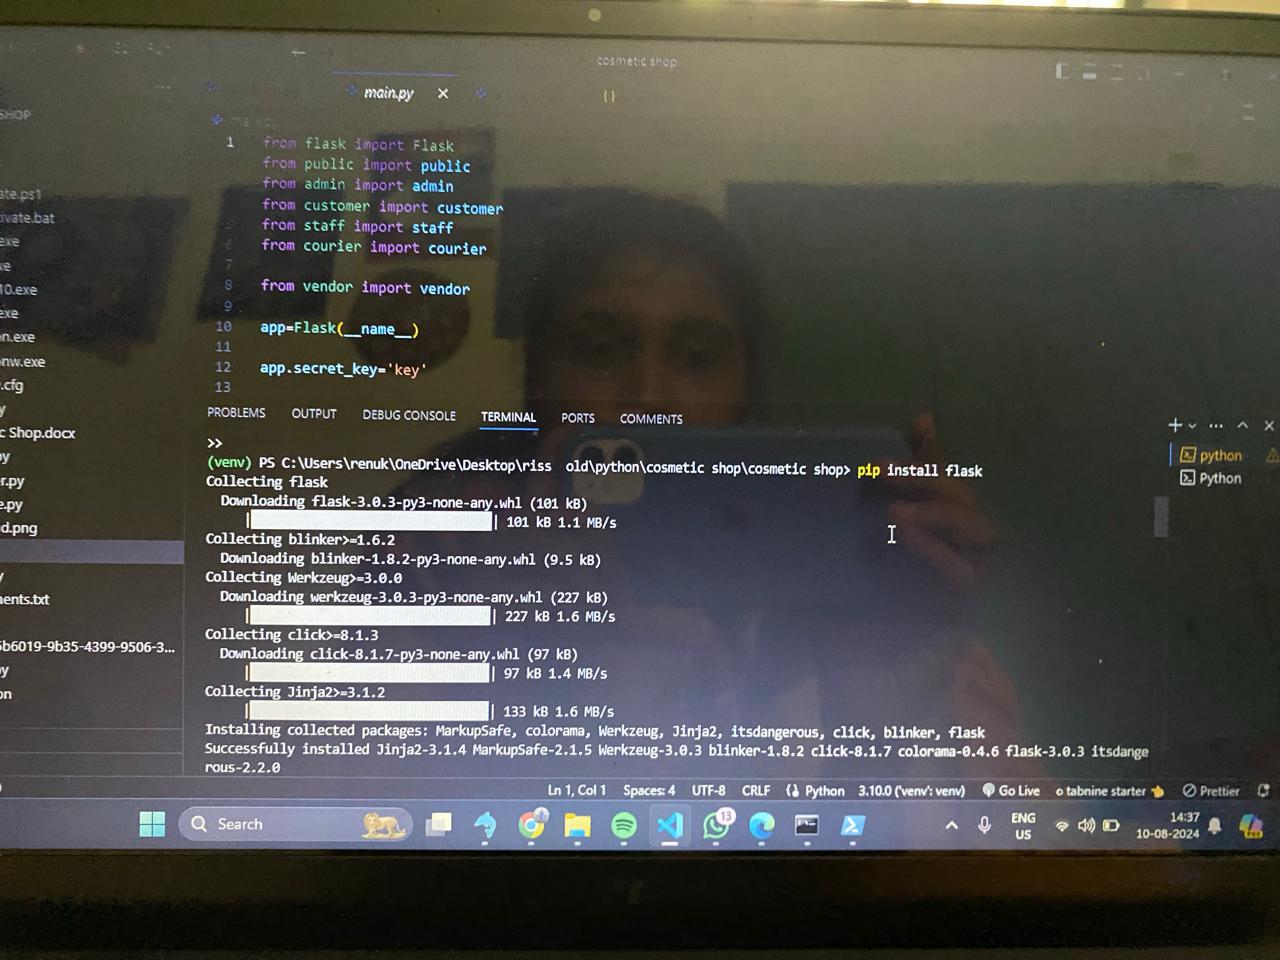 cosmetic shop
main.py
SHOP
ate.ps1
ivate.bat
exe
xe
10.exe
exe
n.exe
nw.exe
.cfg
y
c Shop.docx
py
r.py
e.py
d.png
y
ments.txt
5b6019-9b35-4399-9506-3...
y
on
1 from flask import Flask
from public import public
from admin import admin
from customer import customer
from staff import staff
6 from courier import courier
7
8 from vendor import vendor
9
10 app=Flask(__name__)
11
12 app.secret_key='key'
13
PROBLEMS OUTPUT DEBUG CONSOLE TERMINAL PORTS COMMENTS
>>
(venv) PS C:\Users\renuk\OneDrive\Desktop\riss old\python\cosmetic shop\cosmetic shop> pip install flask
Collecting flask
Downloading flask-3.0.3-py3-none-any.whl (101 kB)
| | 101 kB 1.1 MB/s
Collecting blinker>=1.6.2
Downloading blinker-1.8.2-py3-none-any.whl (9.5 kB)
Collecting Werkzeug>=3.0.0
Downloading werkzeug-3.0.3-py3-none-any.whl (227 kB)
| | 227 kB 1.6 MB/s
Collecting click>=8.1.3
Downloading click-8.1.7-py3-none-any.whl (97 kB)
| | 97 kB 1.4 MB/s
Collecting Jinja2>=3.1.2
| | 133 kB 1.6 MB/s
Installing collected packages: MarkupSafe, colorama, Werkzeug, Jinja2, itsdangerous, click, blinker, flask
Successfully installed Jinja2-3.1.4 MarkupSafe-2.1.5 Werkzeug-3.0.3 blinker-1.8.2 click-8.1.7 colorama-0.4.6 flask-3.0.3 itsdange
rous-2.2.0
python
Python
Ln 1, Col 1 Spaces: 4 UTF-8 CRLF Python 3.10.0 ('venv': venv) Go Live tabnine starter Prettier
Search
13
ENG
US
14:37
10-08-2024